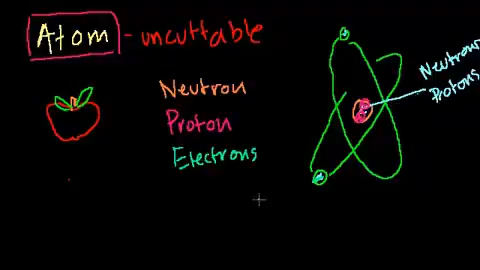 Atom - uncuttable
Neutron
Proton
Electrons
Neutrons
Protons